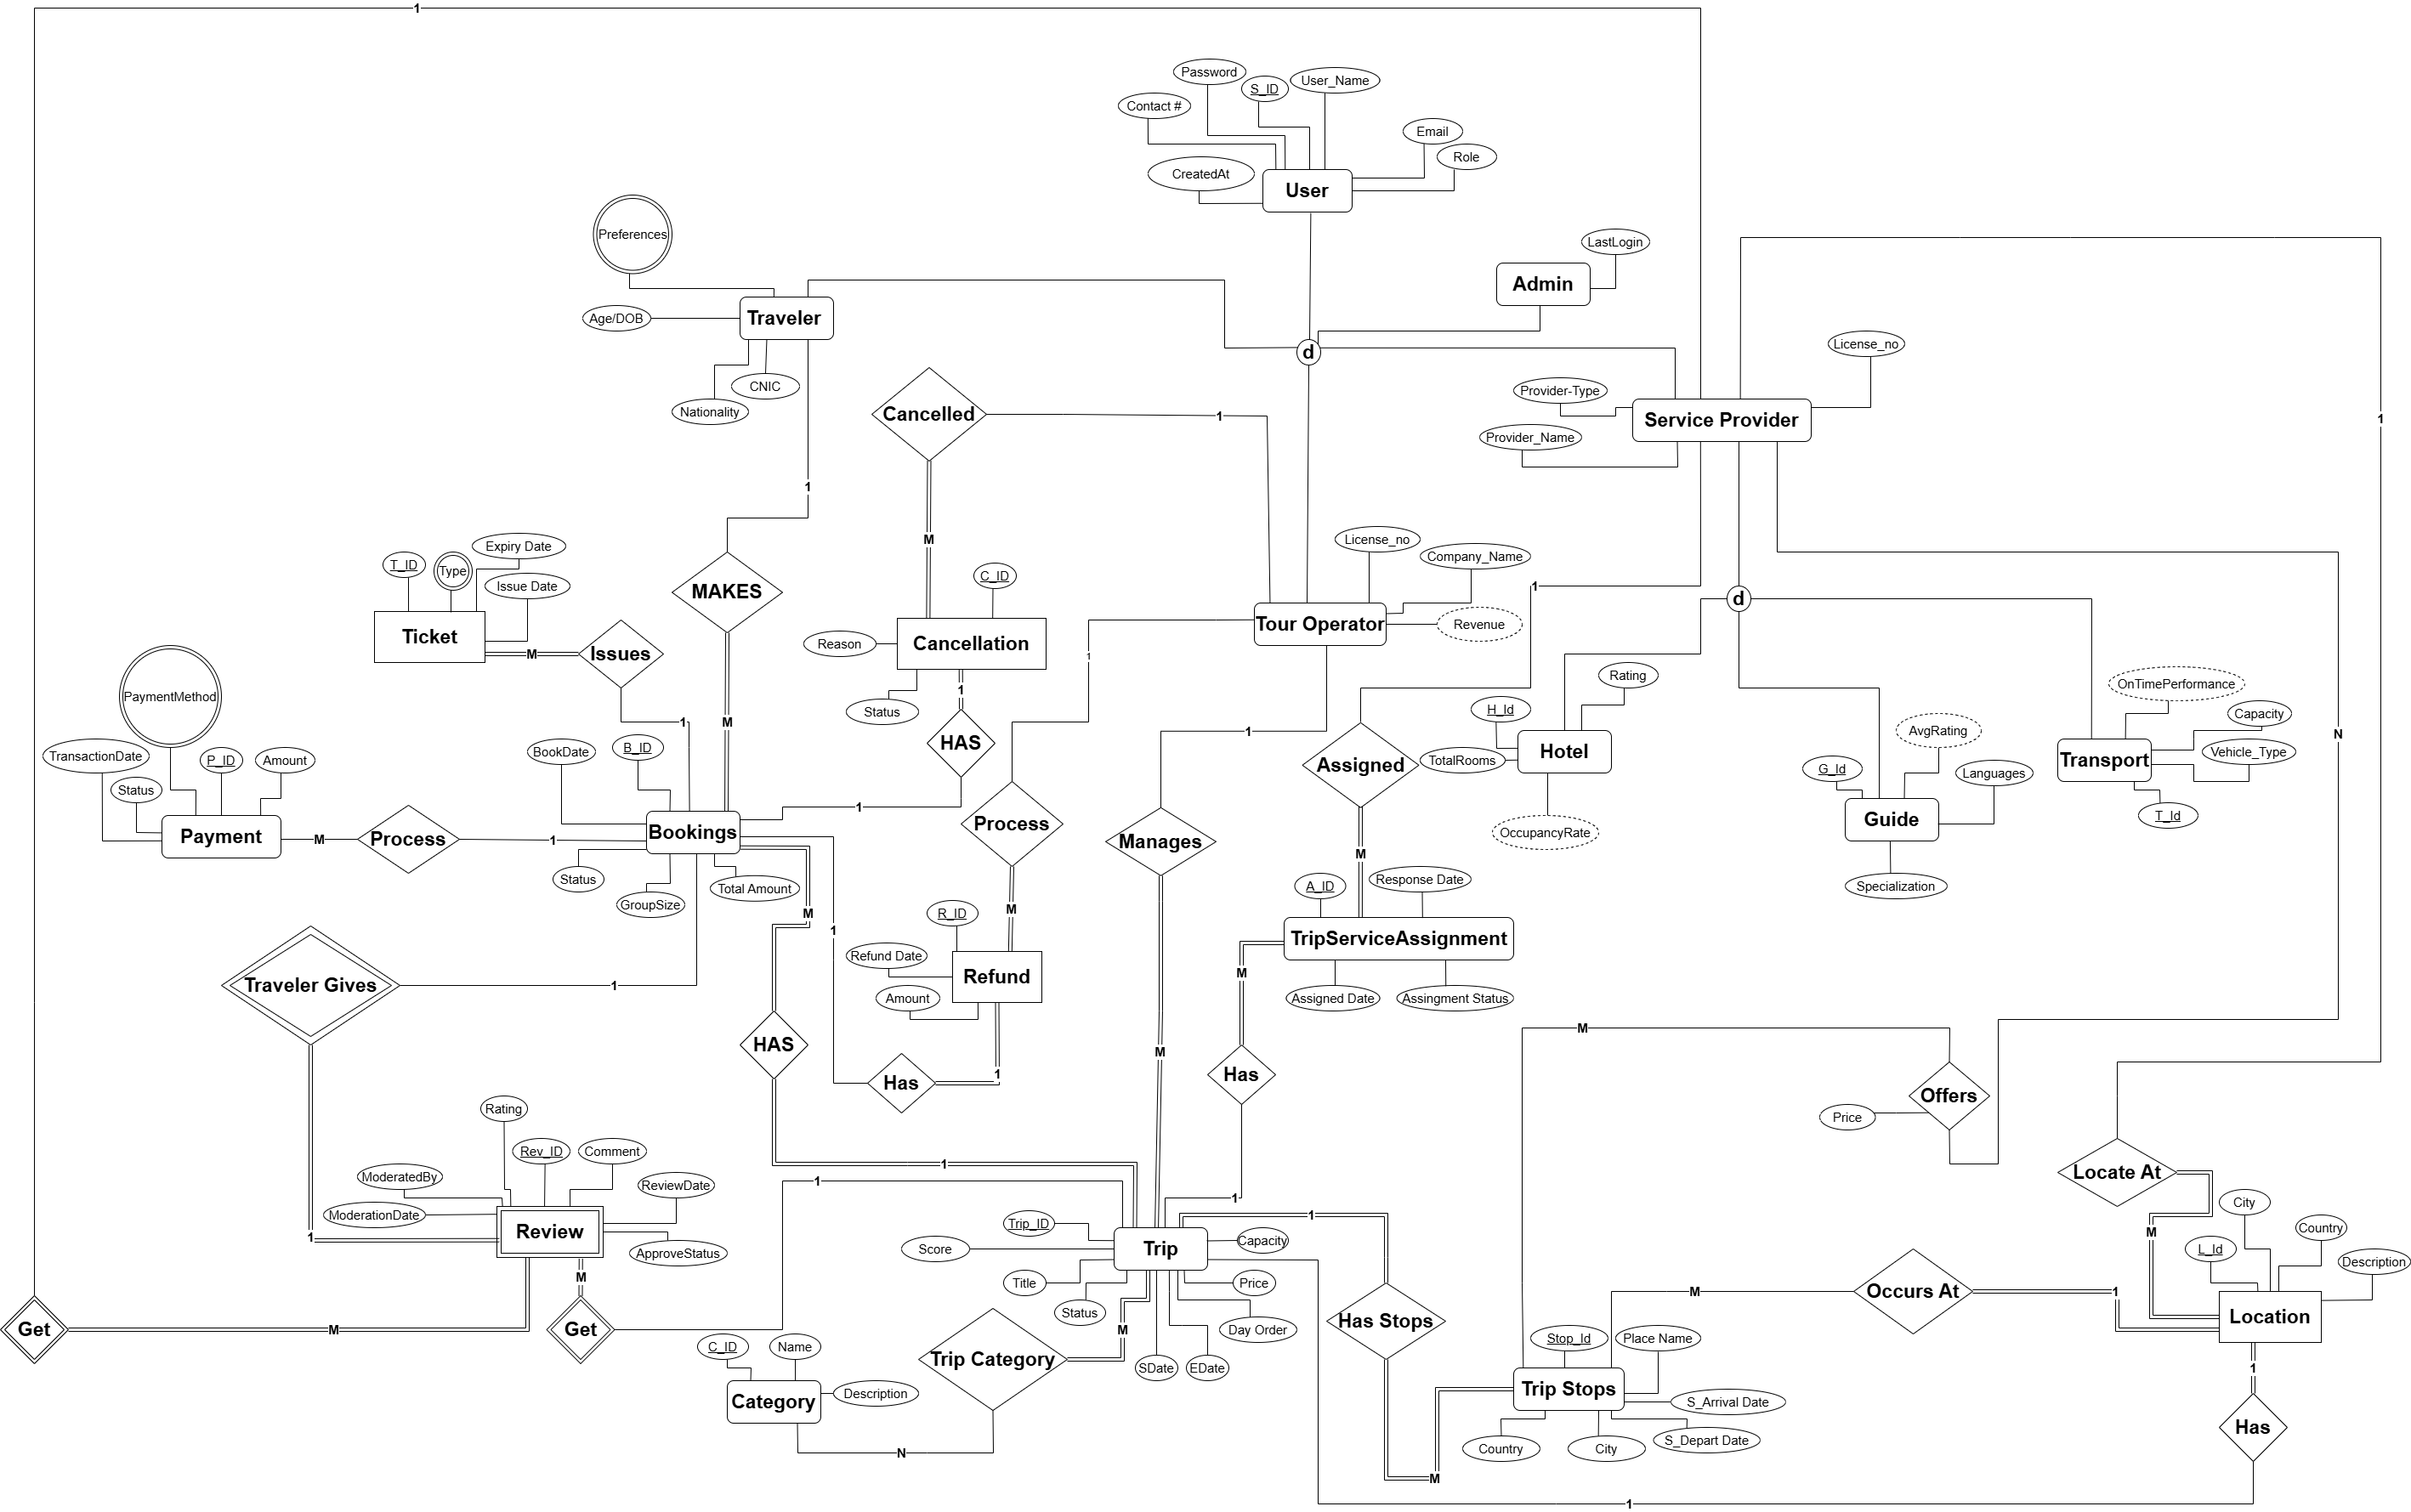 1
Password
S_ID
User_Name
Contact #
Email
Role
CreatedAt
User
Preferences
LastLogin
Admin
Age/DOB
Traveler
d
License_no
CNIC
Nationality
Cancelled
1
Provider-Type
Service Provider
1
Provider_Name
1
M
License_no
Expiry Date
Company_Name
T_ID
Type
Issue Date
C_ID
1
MAKES
d
Ticket
Tour Operator
Revenue
Reason
Cancellation
M
Issues
1
Rating
OnTimePerformance
PaymentMethod
1
Status
H_Id
Capacity
1
M
1
AvgRating
N
TransactionDate
BookDate
B_ID
HAS
Hotel
Vehicle_Type
P_ID
Amount
Assigned
TotalRooms
Transport
Status
G_Id
Languages
1
T_Id
Payment
M
Process
1
Bookings
Process
Manages
OccupancyRate
Guide
M
Status
Total Amount
A_ID
Response Date
Specialization
GroupSize
M
R_ID
M
1
TripServiceAssignment
Refund Date
Refund
M
Traveler Gives
1
Amount
Assigned Date
Assingment Status
M
HAS
M
Has
1
Has
Offers
Price
Rating
Rev_ID
Comment
1
Locate At
ModeratedBy
1
ReviewDate
1
City
ModerationDate
Trip_ID
1
Country
Review
1
ApproveStatus
Score
Trip
Capacity
M
L_Id
Description
M
Title
Price
Occurs At
M
1
Status
Location
Get
M
Get
M
Day Order
Has Stops
Stop_Id
Place Name
C_ID
Name
Trip Category
SDate
EDate
1
Category
Description
Trip Stops
S_Arrival Date
Has
N
Country
City
S_Depart Date
M
1